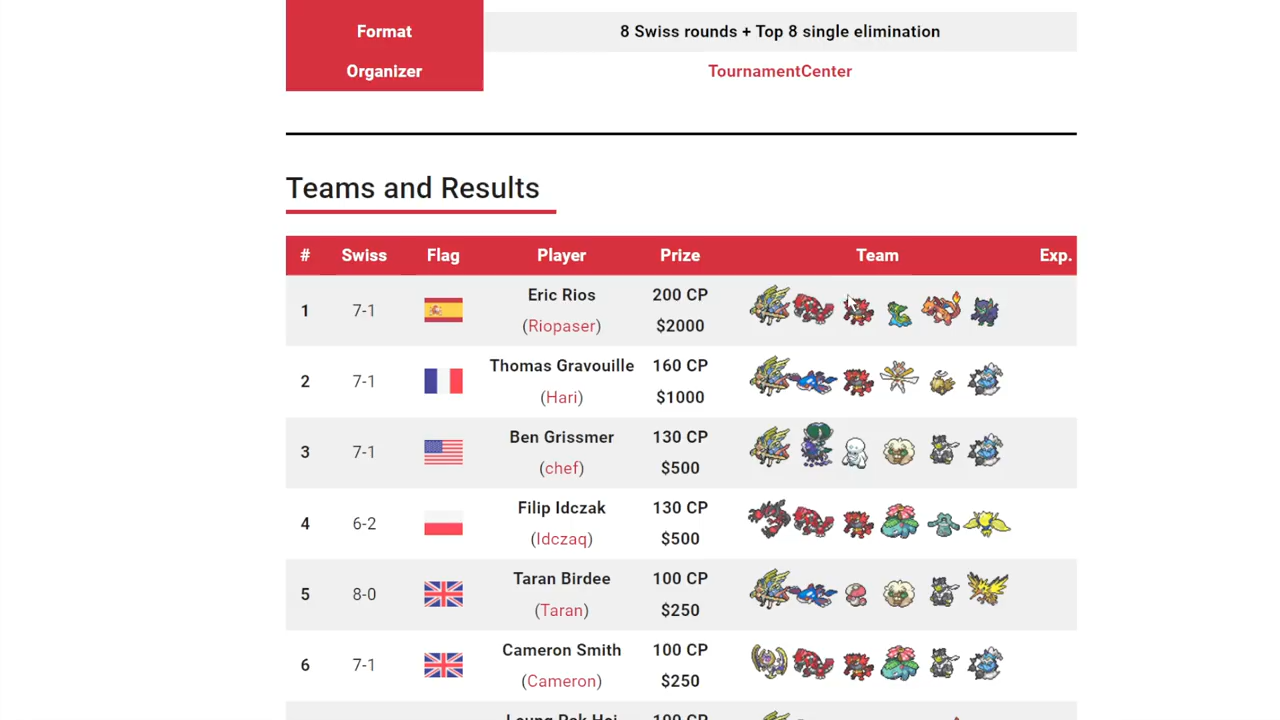 Format 8 Swiss rounds + Top 8 single elimination
Organizer TournamentCenter
Teams and Results
# Swiss Flag Player Prize Team Exp.
1 7-1 Eric Rios 200 CP
(Riopaser) $2000
2 7-1 Thomas Gravouille 160 CP
(Hari) $1000
3 7-1 Ben Grissmer 130 CP
(chef) $500
4 6-2 Filip Idczak 130 CP
(Idczaq) $500
5 8-0 Taran Birdee 100 CP
(Taran) $250
6 7-1 Cameron Smith 100 CP
(Cameron) $250